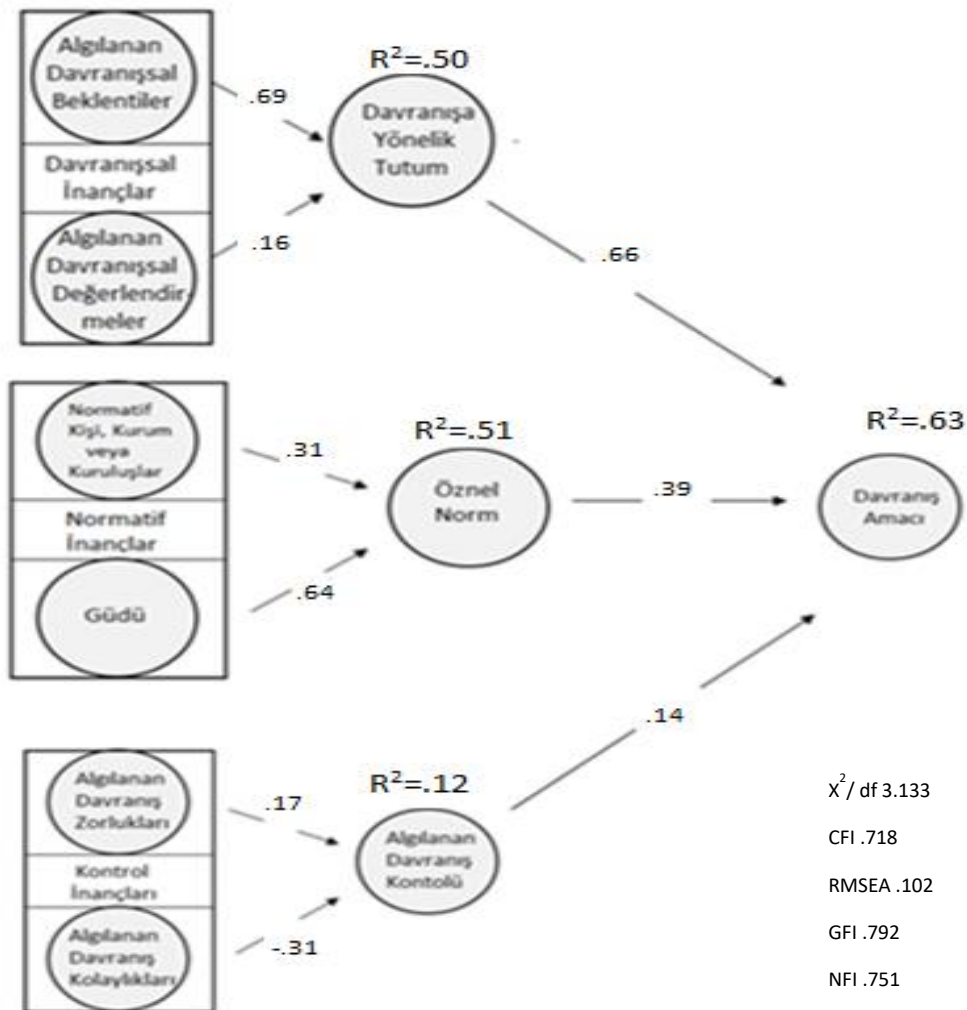 Algılanan
Davranışsal
Beklentiler
Davranışsal
İnançlar
Algılanan
Davranışsal
Değerlendir-
meler
.69
.16
R²=.50
Davranışa
Yönelik
Tutum
.66
Normatif
Kişi, Kurum
veya
Kuruluşlar
Normatif
İnançlar
Güdü
.31
.64
R²=.51
Öznel
Norm
.39
R²=.63
Davranış
Amacı
Algılanan
Davranış
Zorlukları
Kontrol
İnançları
Algılanan
Davranış
Kolaylıkları
.17
-.31
R²=.12
Algılanan
Davranış
Kontolü
.14
X²/ df 3.133
CFI .718
RMSEA .102
GFI .792
NFI .751